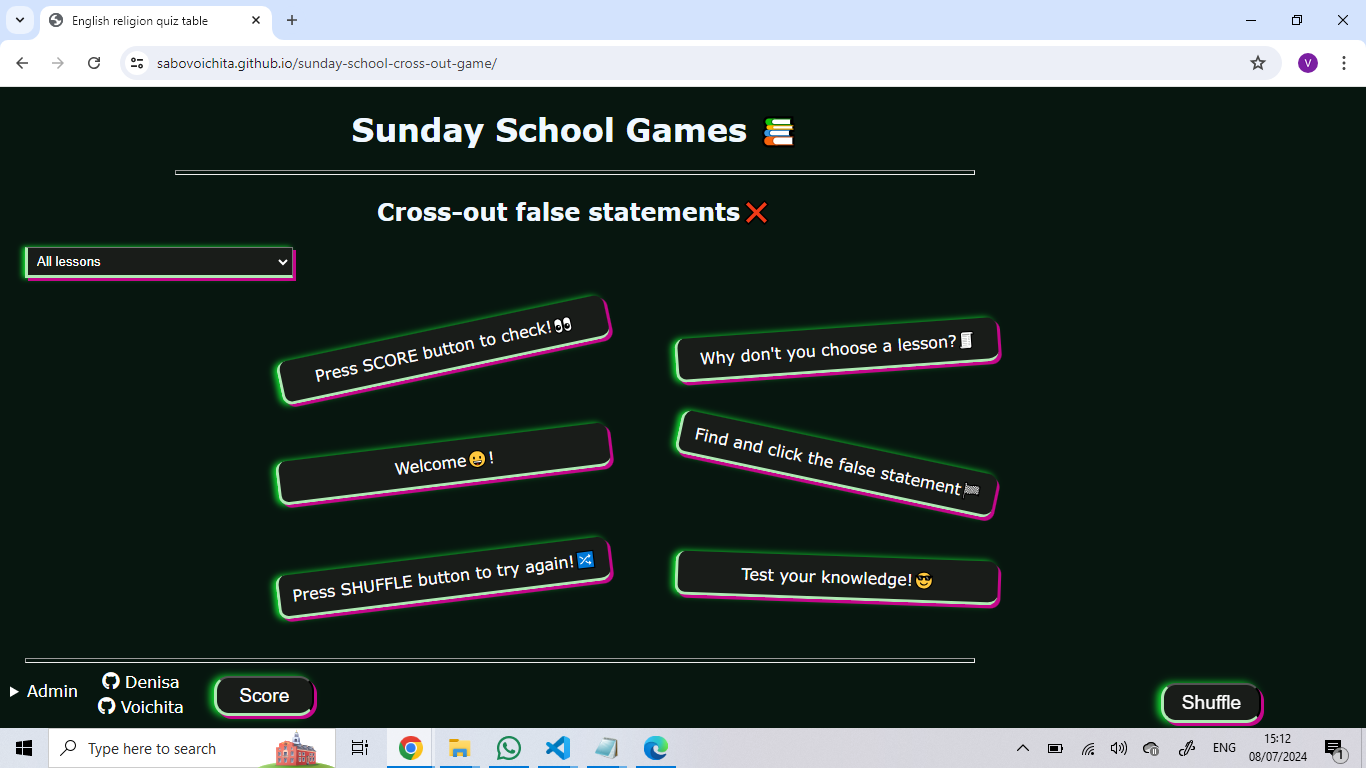 English religion quiz table
sabovoichita.github.io/sunday-school-cross-out-game/
V
Sunday School Games 📚
Cross-out false statements❌
All lessons
Press SCORE button to check!👀
Why don't you choose a lesson?🧻
Welcome😀!
Find and click the false statement🏁
Press SHUFFLE button to try again!🔀
Test your knowledge!😎
Admin
Denisa
Voichita
Score
Shuffle
Type here to search
ENG
15:12
08/07/2024
1